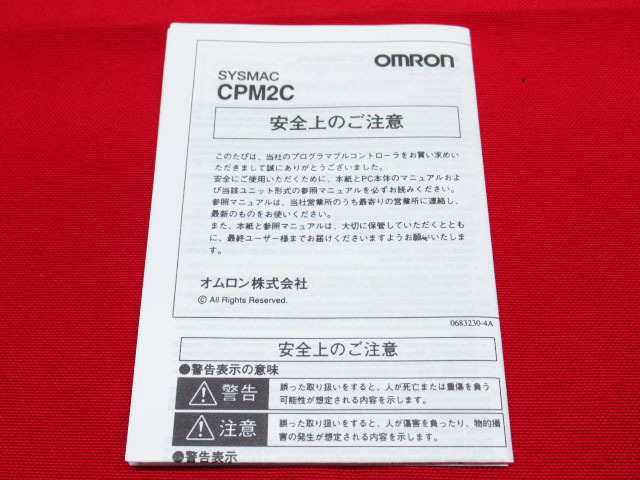 OMRON
SYSMAC
CPM2C
安全上のご注意
このたびは、当社のプログラマブルコントローラをお買い求めい
ただきまして誠にありがとうございました。
安全にご使用いただくために、本紙とPC本体のマニュアルおよ
び当該ユニット形式の参照マニュアルを必ずお読みください。
参照マニュアルは、当社営業所のうち最寄りの営業所に連絡し、
最新のものをお使いください。
また、本紙と参照マニュアルは、大切に保管していただくととも
に、最終ユーザー様までお届けくださいますようお願いいたしま
す。
オムロン株式会社
© All Rights Reserved.
0683230-4A
安全上のご注意
●警告表示の意味
警告 誤った取り扱いをすると、人が死亡または重傷を負う
可能性が想定される内容を示します。
注意 誤った取り扱いをすると、人が傷害を負ったり、物的損
害の発生が想定される内容を示します。
●警告表示